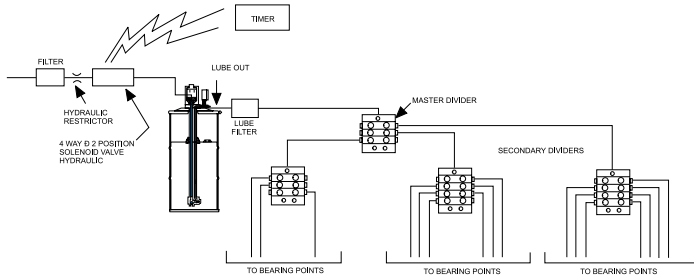 TIMER
FILTER
LUBE OUT
HYDRAULIC
RESTRICTOR
LUBE
FILTER
MASTER DIVIDER
4 WAY Ð 2 POSITION
SOLENOID VALVE
HYDRAULIC
SECONDARY DIVIDERS
TO BEARING POINTS
TO BEARING POINTS
TO BEARING POINTS